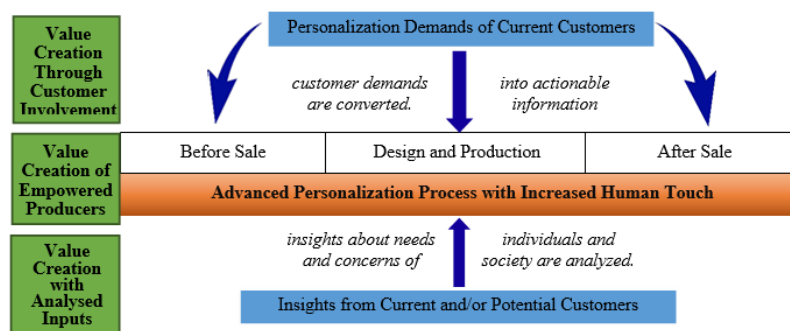 Value
Creation
Through
Customer
Involvement
Personalization Demands of Current Customers
customer demands
are converted.
into actionable
information
Value
Creation of
Empowered
Producers
Before Sale
Design and Production
After Sale
Advanced Personalization Process with Increased Human Touch
Value
Creation
with
Analysed
Inputs
insights about needs
and concerns of
individuals and
society are analyzed.
Insights from Current and/or Potential Customers